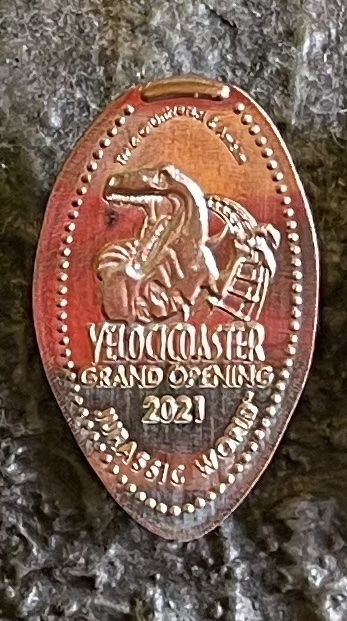 VELOCICOASTER
GRAND OPENING
2021
JURASSIC WORLD